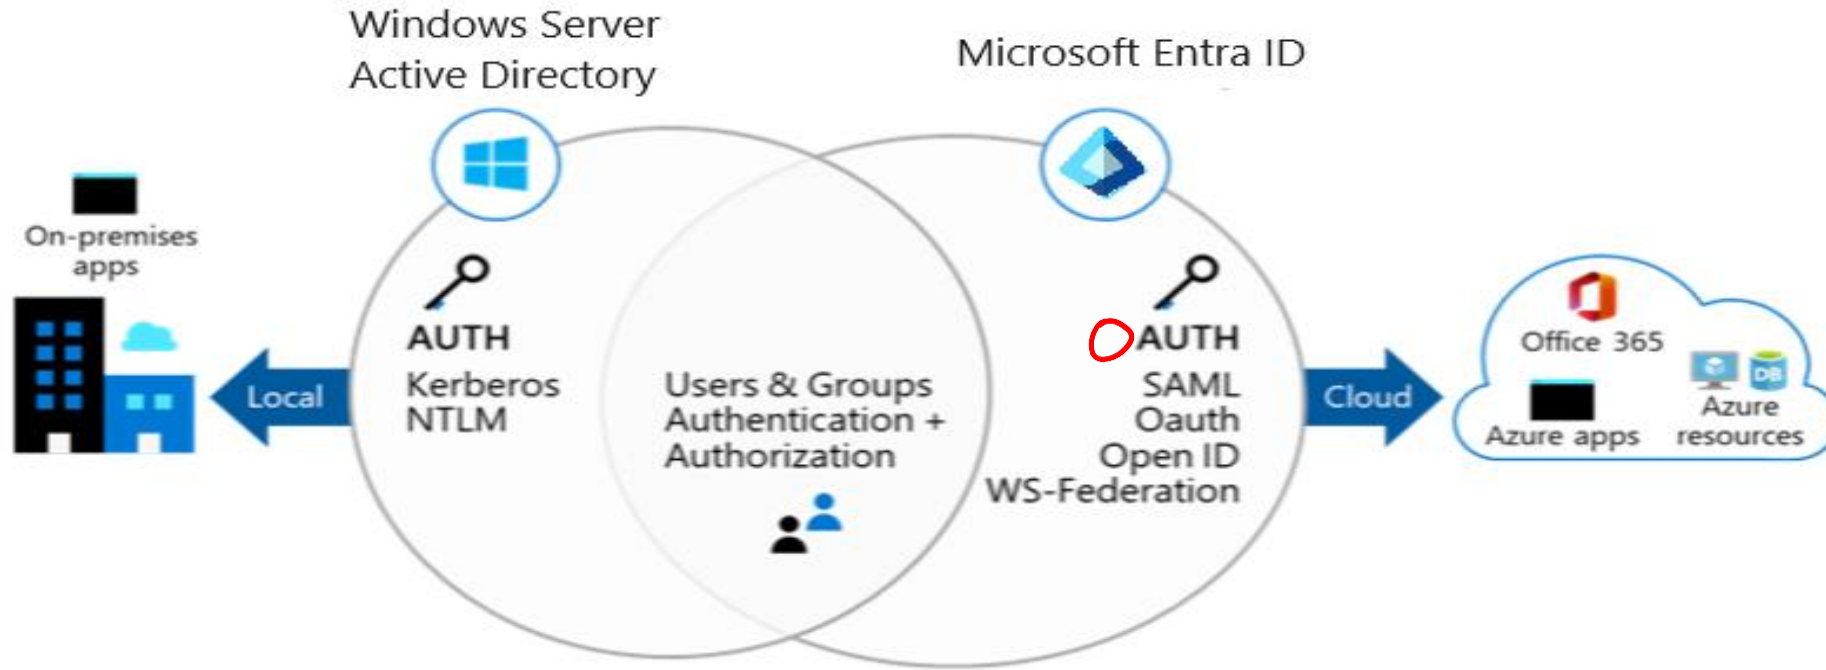 Windows Server
Active Directory
Microsoft Entra ID
On-premises
apps
Local
AUTH
Kerberos
NTLM
Users & Groups
Authentication +
Authorization
AUTH
SAML
Oauth
Open ID
WS-Federation
Cloud
Office 365
Azure apps
DB
Azure
resources